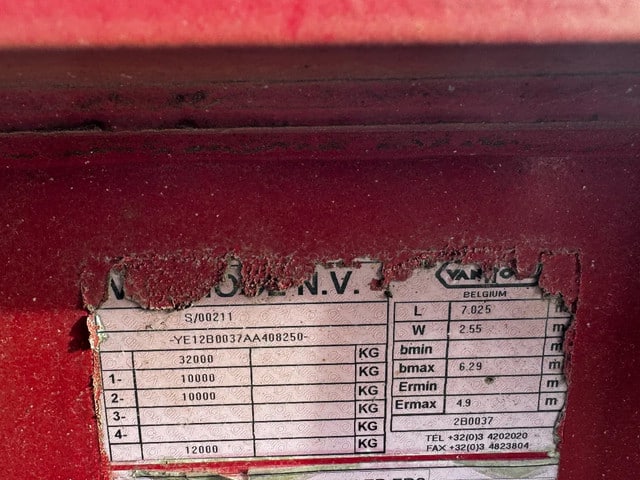 N.V.
S/00211
-YE12B0037AA408250-
32000 KG
1- 10000 KG
2- 10000 KG
3- KG
4- KG
12000 KG
BELGIUM
L 7.025 m
W 2.55 m
bmin
bmax 6.29 m
Ermin
Ermax 4.9 m
2B0037
TEL +32(0)3 4202020
FAX +32(0)3 4823804